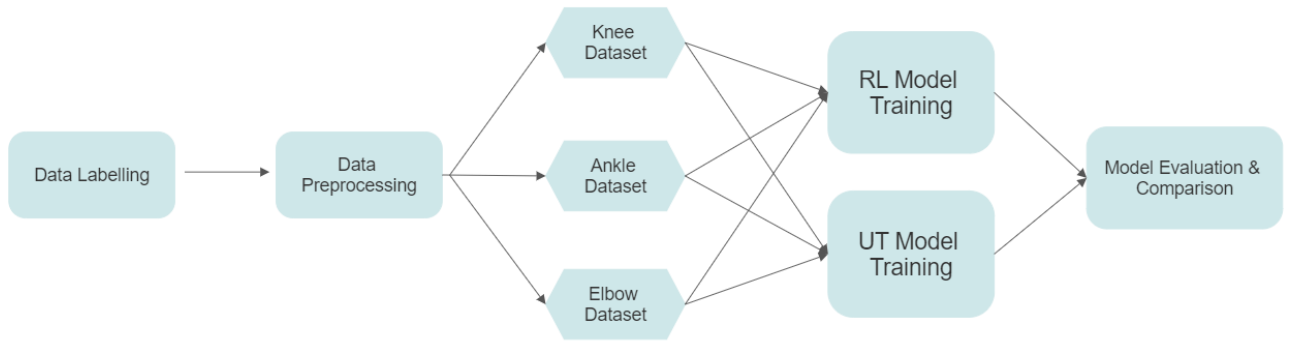 Data Labelling
Data
Preprocessing
Knee
Dataset
Ankle
Dataset
Elbow
Dataset
RL Model
Training
UT Model
Training
Model Evaluation &
Comparison